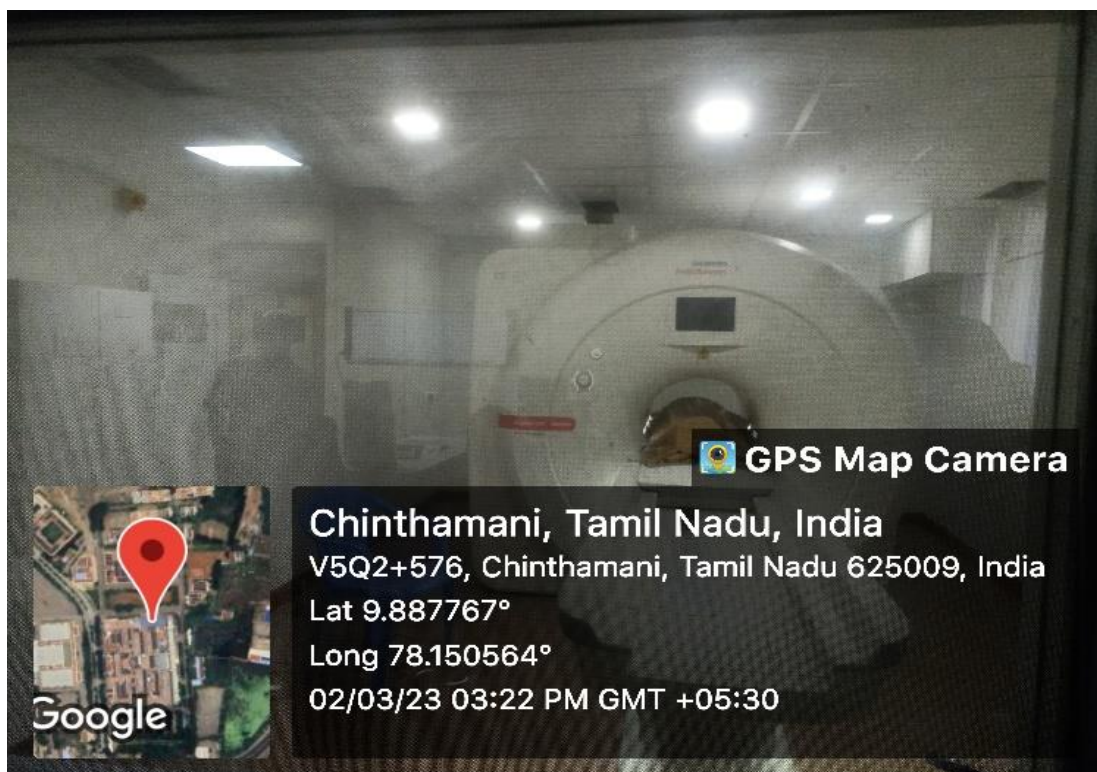 GPS Map Camera
Chinthamani, Tamil Nadu, India
V5Q2+576, Chinthamani, Tamil Nadu 625009, India
Lat 9.887767°
Long 78.150564°
02/03/23 03:22 PM GMT +05:30
Google